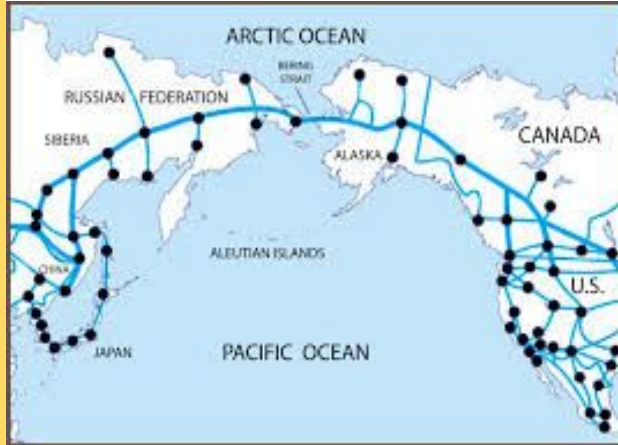 ARCTIC OCEAN
BERING
STRAIT
RUSSIAN FEDERATION
SIBERIA
ALASKA
CANADA
ALEUTIAN ISLANDS
CHINA
U.S.
JAPAN
PACIFIC OCEAN